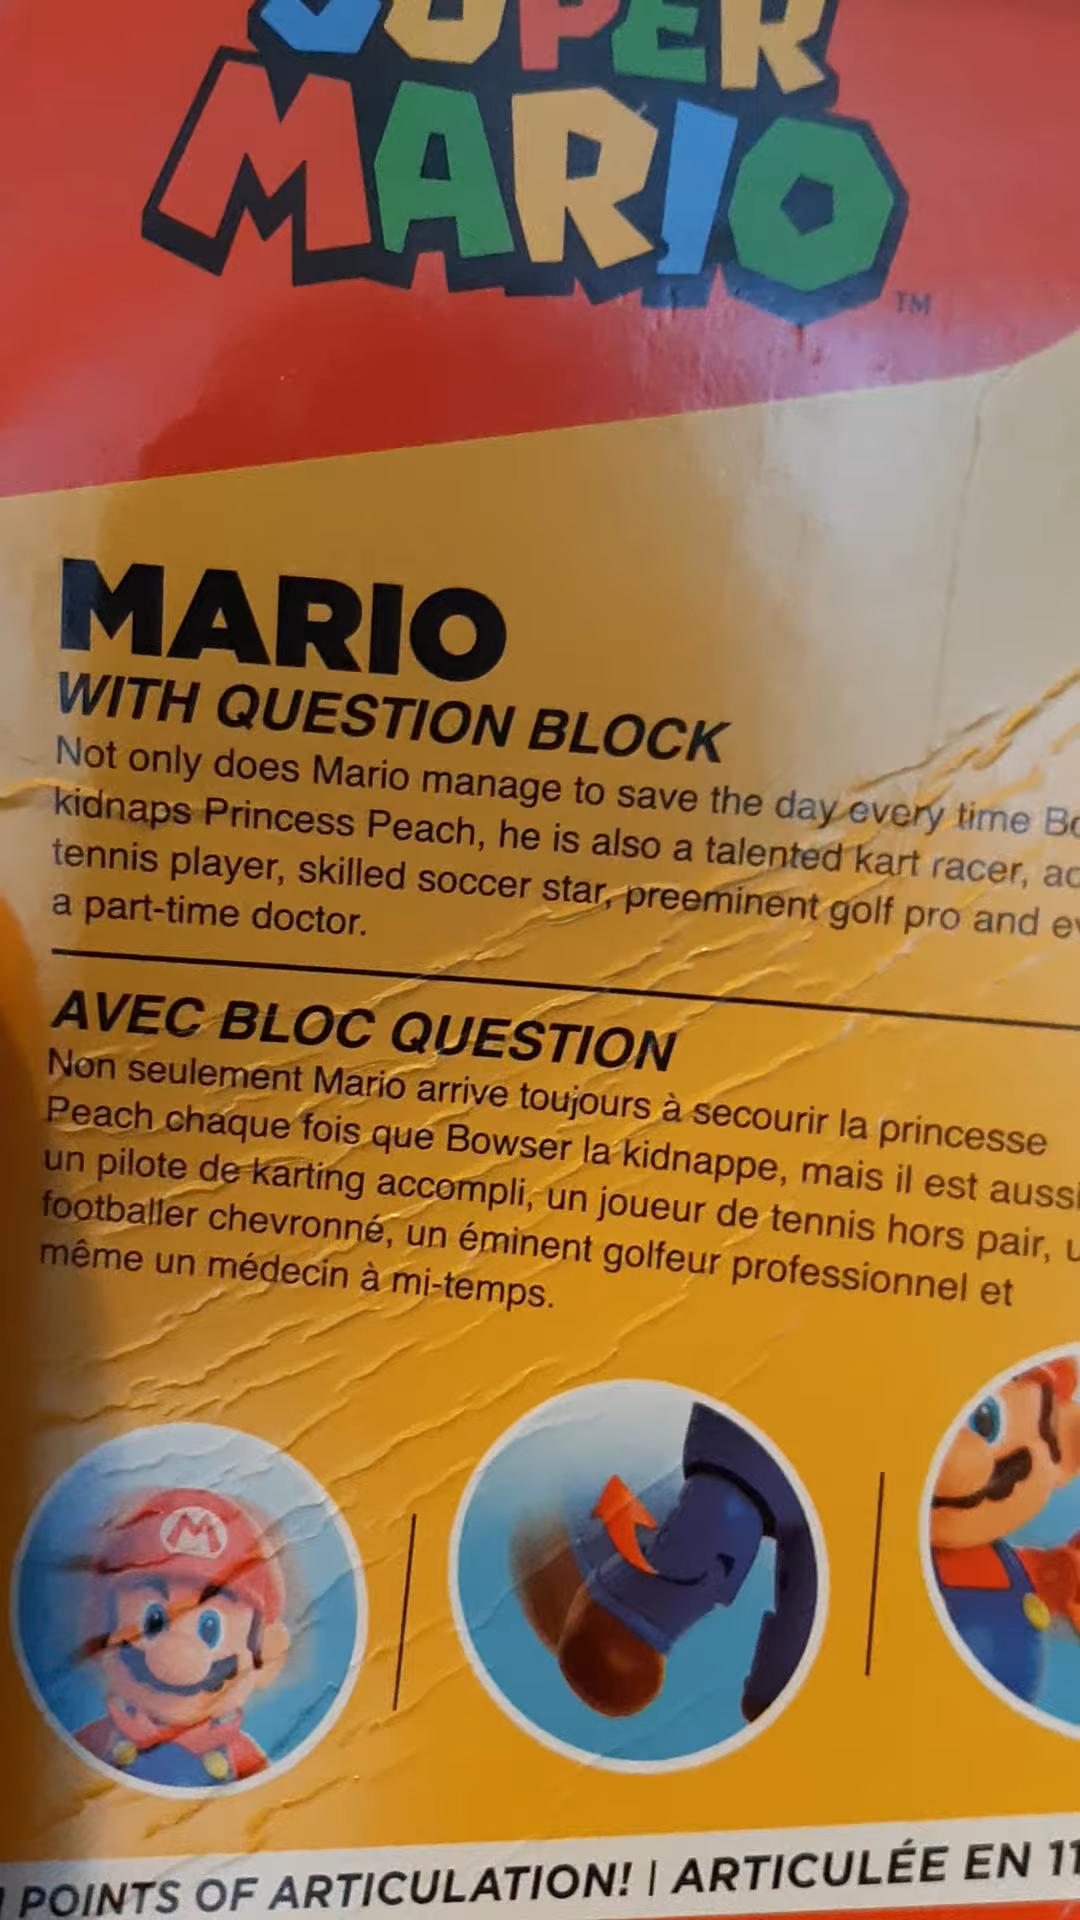 SUPER
MARIO
TM
MARIO
WITH QUESTION BLOCK
Not only does Mario manage to save the day every time
kidnaps Princess Peach, he is also a talented kart racer,
tennis player, skilled soccer star, preeminent golf pro and
a part-time doctor.
AVEC BLOC QUESTION
Non seulement Mario arrive toujours à secourir la princesse
Peach chaque fois que Bowser la kidnappe, mais il est aussi
un pilote de karting accompli, un joueur de tennis hors pair,
footballer chevronné, un éminent golfeur professionnel et
même un médecin à mi-temps.
M
POINTS OF ARTICULATION! | ARTICULÉE EN 11